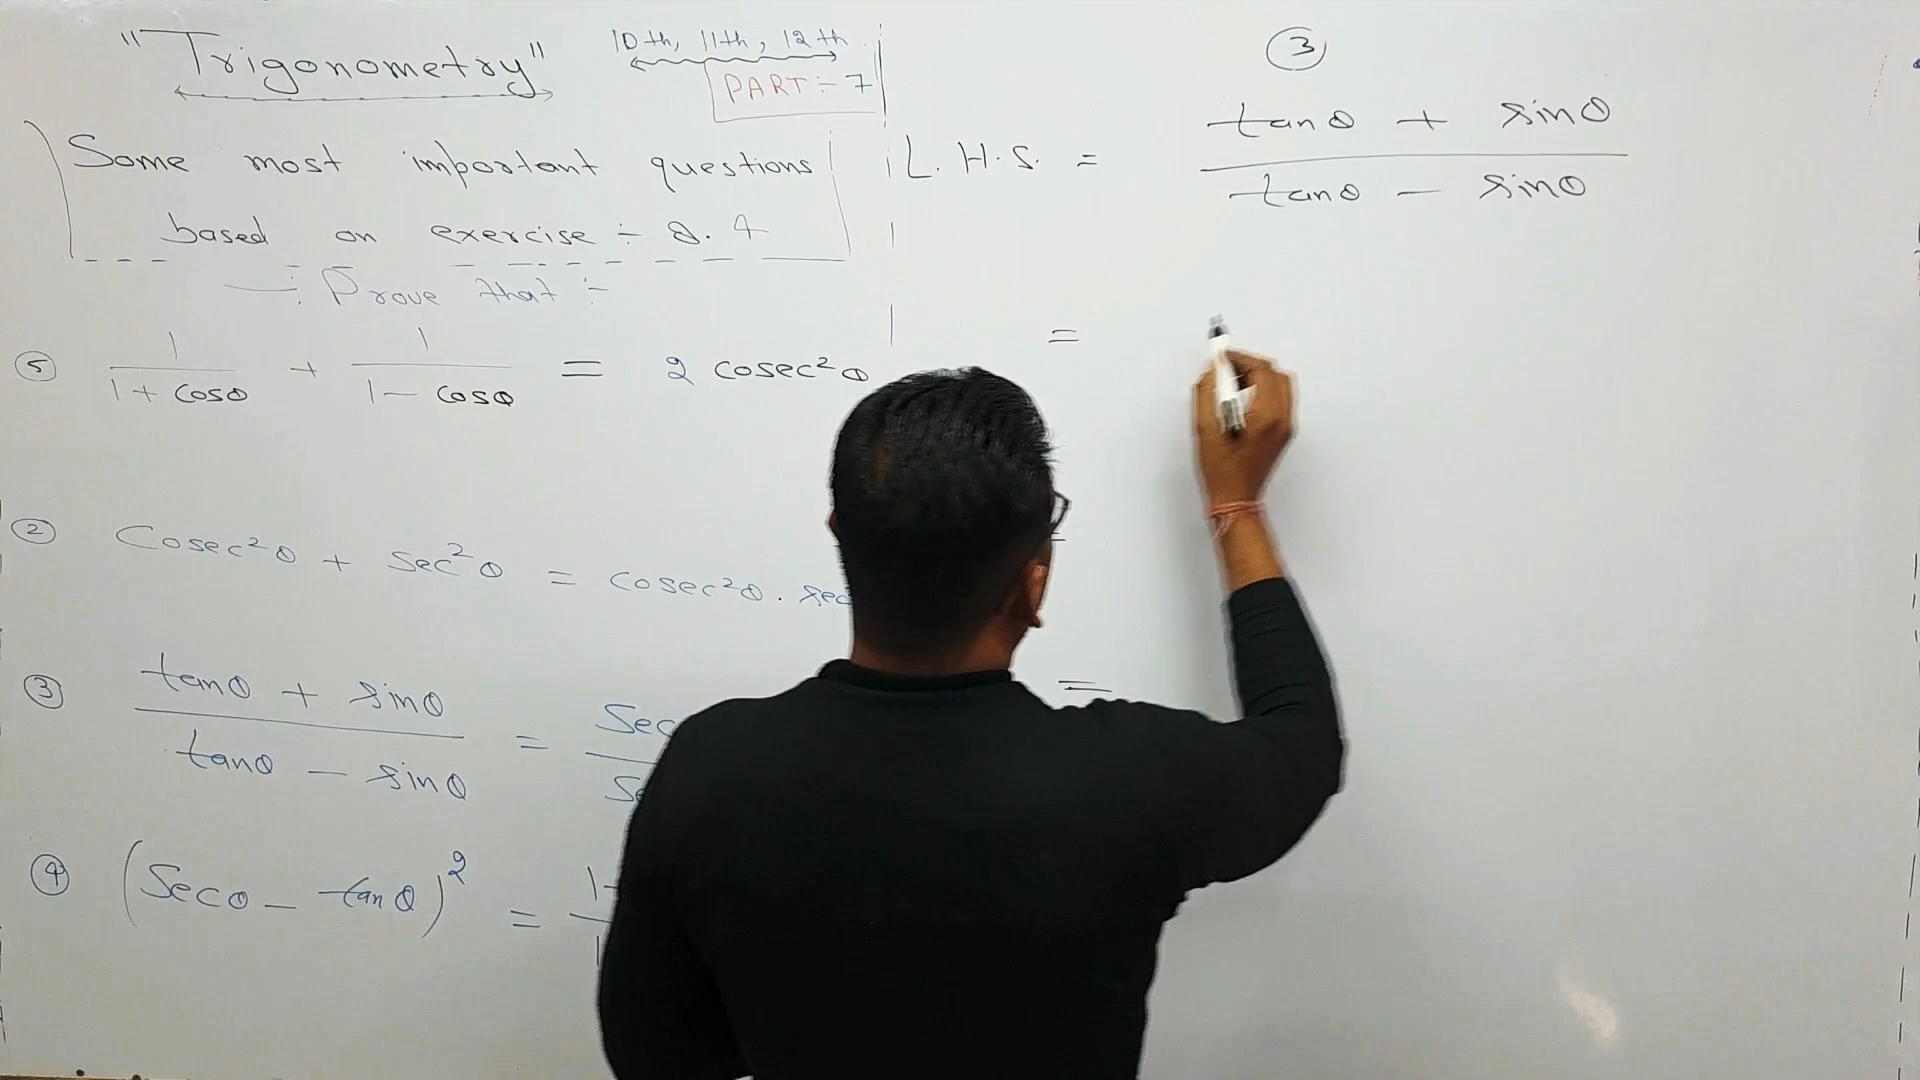 "Trigonometry"
10th, 11th, 12th
PART:- 7
Some most important questions
based on exercise ÷ 8.4
—: Prove that :-
⑤ 1/(1 + cosθ) + 1/(1 - cosθ) = 2 cosec²θ
② Cosec²θ + sec²θ = cosec²θ . sec
③ (tanθ + sinθ)/(tanθ - sinθ) = Sec
④ (Secθ - tanθ)² = 1-
③
L.H.S. = (tanθ + sinθ)/(tanθ - sinθ)
=
=